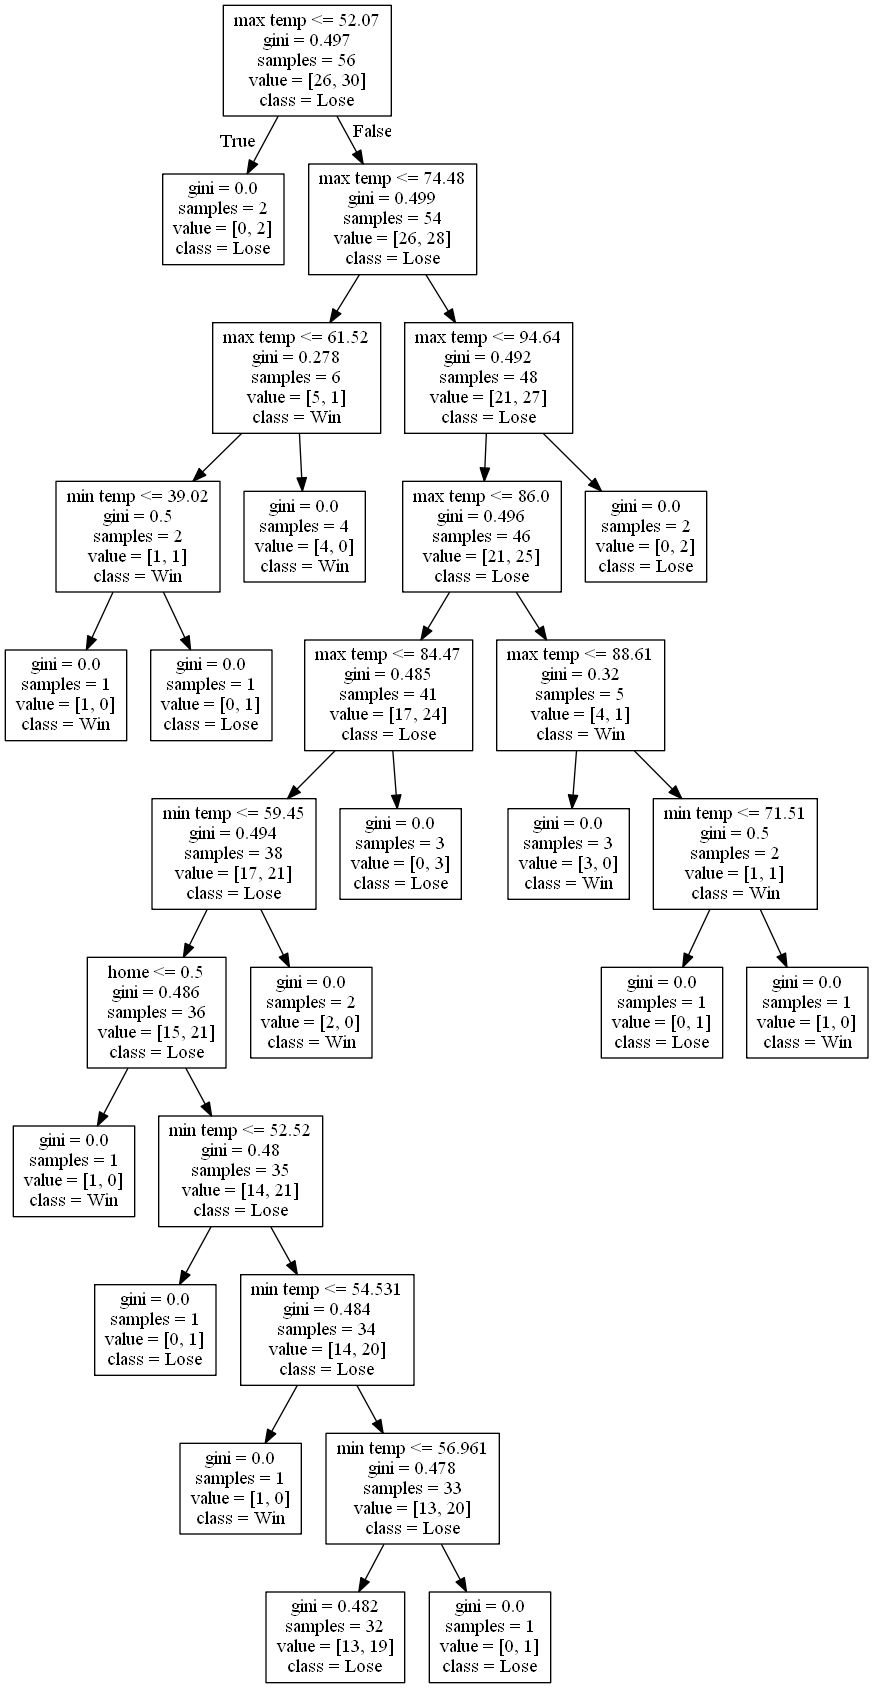 max temp <= 52.07
gini = 0.497
samples = 56
value = [26, 30]
class = Lose
True
False
gini = 0.0
samples = 2
value = [0, 2]
class = Lose
max temp <= 74.48
gini = 0.499
samples = 54
value = [26, 28]
class = Lose
max temp <= 61.52
gini = 0.278
samples = 6
value = [5, 1]
class = Win
max temp <= 94.64
gini = 0.492
samples = 48
value = [21, 27]
class = Lose
min temp <= 39.02
gini = 0.5
samples = 2
value = [1, 1]
class = Win
gini = 0.0
samples = 4
value = [4, 0]
class = Win
max temp <= 86.0
gini = 0.496
samples = 46
value = [21, 25]
class = Lose
gini = 0.0
samples = 2
value = [0, 2]
class = Lose
gini = 0.0
samples = 1
value = [1, 0]
class = Win
gini = 0.0
samples = 1
value = [0, 1]
class = Lose
max temp <= 84.47
gini = 0.485
samples = 41
value = [17, 24]
class = Lose
max temp <= 88.61
gini = 0.32
samples = 5
value = [4, 1]
class = Win
min temp <= 59.45
gini = 0.494
samples = 38
value = [17, 21]
class = Lose
gini = 0.0
samples = 3
value = [0, 3]
class = Lose
gini = 0.0
samples = 3
value = [3, 0]
class = Win
min temp <= 71.51
gini = 0.5
samples = 2
value = [1, 1]
class = Win
home <= 0.5
gini = 0.486
samples = 36
value = [15, 21]
class = Lose
gini = 0.0
samples = 2
value = [2, 0]
class = Win
gini = 0.0
samples = 1
value = [0, 1]
class = Lose
gini = 0.0
samples = 1
value = [1, 0]
class = Win
gini = 0.0
samples = 1
value = [1, 0]
class = Win
min temp <= 52.52
gini = 0.48
samples = 35
value = [14, 21]
class = Lose
gini = 0.0
samples = 1
value = [0, 1]
class = Lose
min temp <= 54.531
gini = 0.484
samples = 34
value = [14, 20]
class = Lose
gini = 0.0
samples = 1
value = [1, 0]
class = Win
min temp <= 56.961
gini = 0.478
samples = 33
value = [13, 20]
class = Lose
gini = 0.482
samples = 32
value = [13, 19]
class = Lose
gini = 0.0
samples = 1
value = [0, 1]
class = Lose